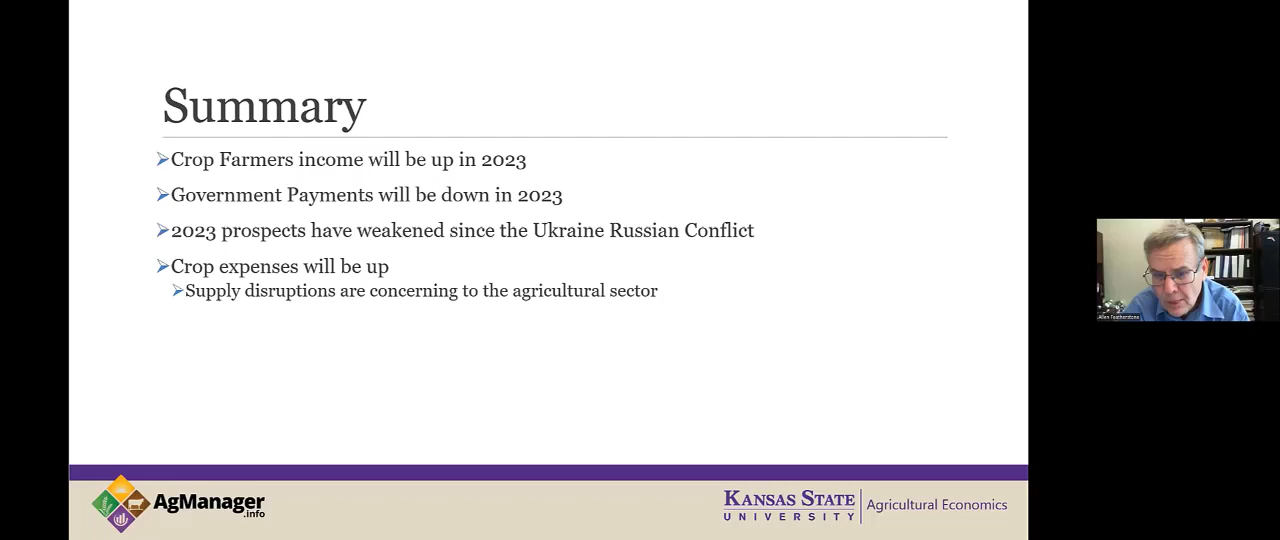 Summary
Crop Farmers income will be up in 2023
Government Payments will be down in 2023
2023 prospects have weakened since the Ukraine Russian Conflict
Crop expenses will be up
Supply disruptions are concerning to the agricultural sector
Allen Featherstone
AgManager
.info
KANSAS STATE
UNIVERSITY
Agricultural Economics